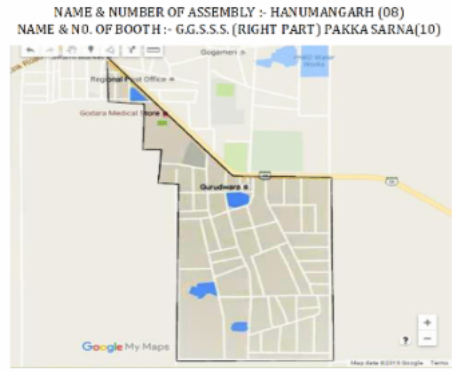 NAME & NUMBER OF ASSEMBLY :- HANUMANGARH (08)
NAME & N0. OF BOOTH :- G.G.S.S.S. (RIGHT PART) PAKKA SARNA(10)
Gogameri
Regional Post Office
Godara Medical Store
Gurudwara
Google My Maps
?
+
−
Map data ©2019 Google Terms